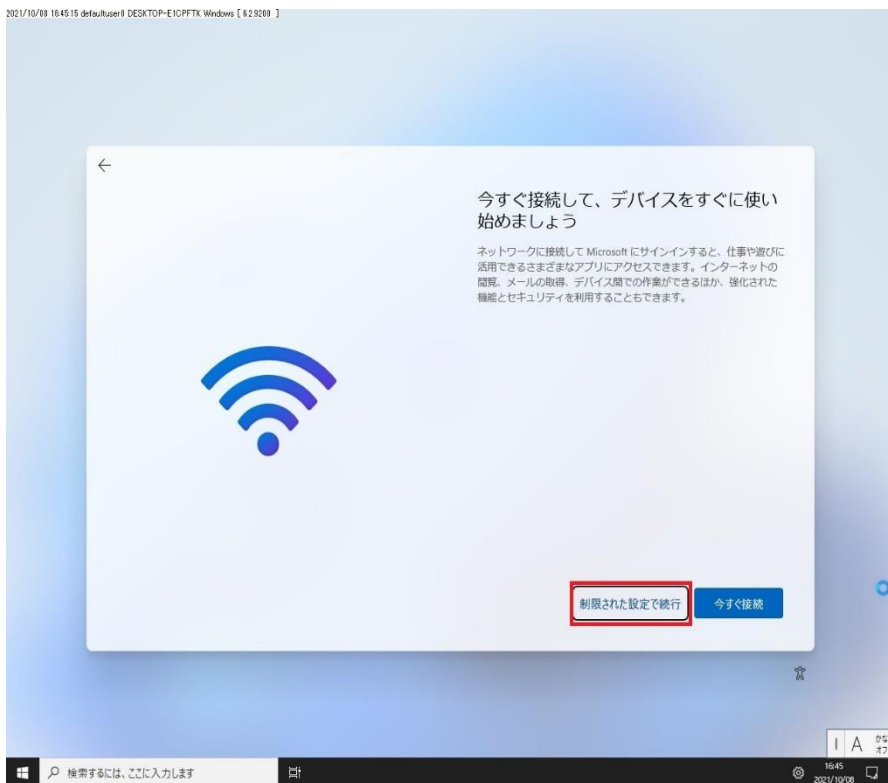 2021/10/08 16:45:15 defaultuser0 DESKTOP-E1CPFTK Windows [ 6.2.9200 ]
今すぐ接続して、デバイスをすぐに使い
始めましょう
ネットワークに接続して Microsoft にサインインすると、仕事や遊びに
活用できるさまざまなアプリにアクセスできます。インターネットの
閲覧、メールの取得、デバイス間での作業ができるほか、強化された
機能とセキュリティを利用することもできます。
制限された設定で続行
今すぐ接続
A
検索するには、ここに入力します
16:45
2021/10/08